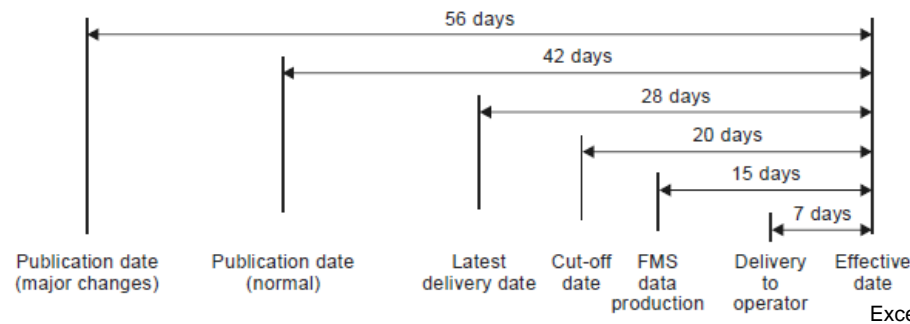 56 days
42 days
28 days
20 days
15 days
7 days
Publication date
(major changes)
Publication date
(normal)
Latest
delivery date
Cut-off
date
FMS
data
production
Delivery
to
operator
Effective
date
Exce